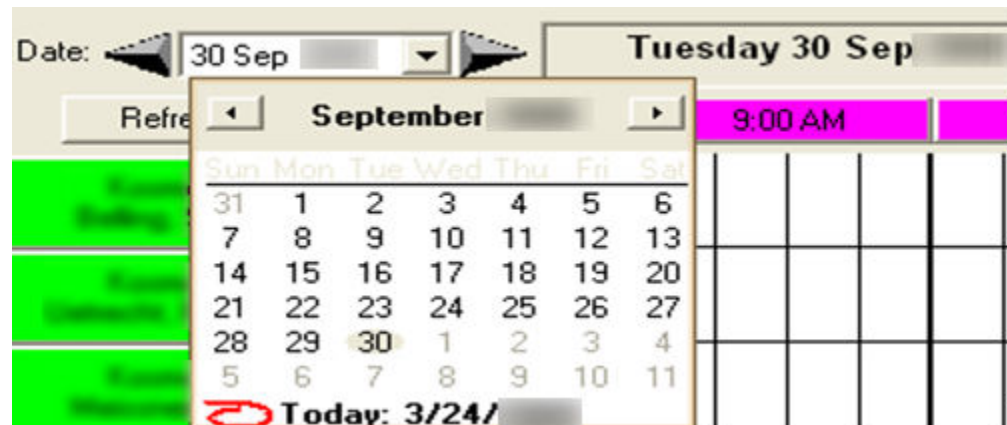 Date: 30 Sep Tuesday 30 Sep
Refre September 9:00 AM
Sun Mon Tue Wed Thu Fri Sat
31 1 2 3 4 5 6
7 8 9 10 11 12 13
14 15 16 17 18 19 20
21 22 23 24 25 26 27
28 29 30 1 2 3 4
5 6 7 8 9 10 11
Today: 3/24/